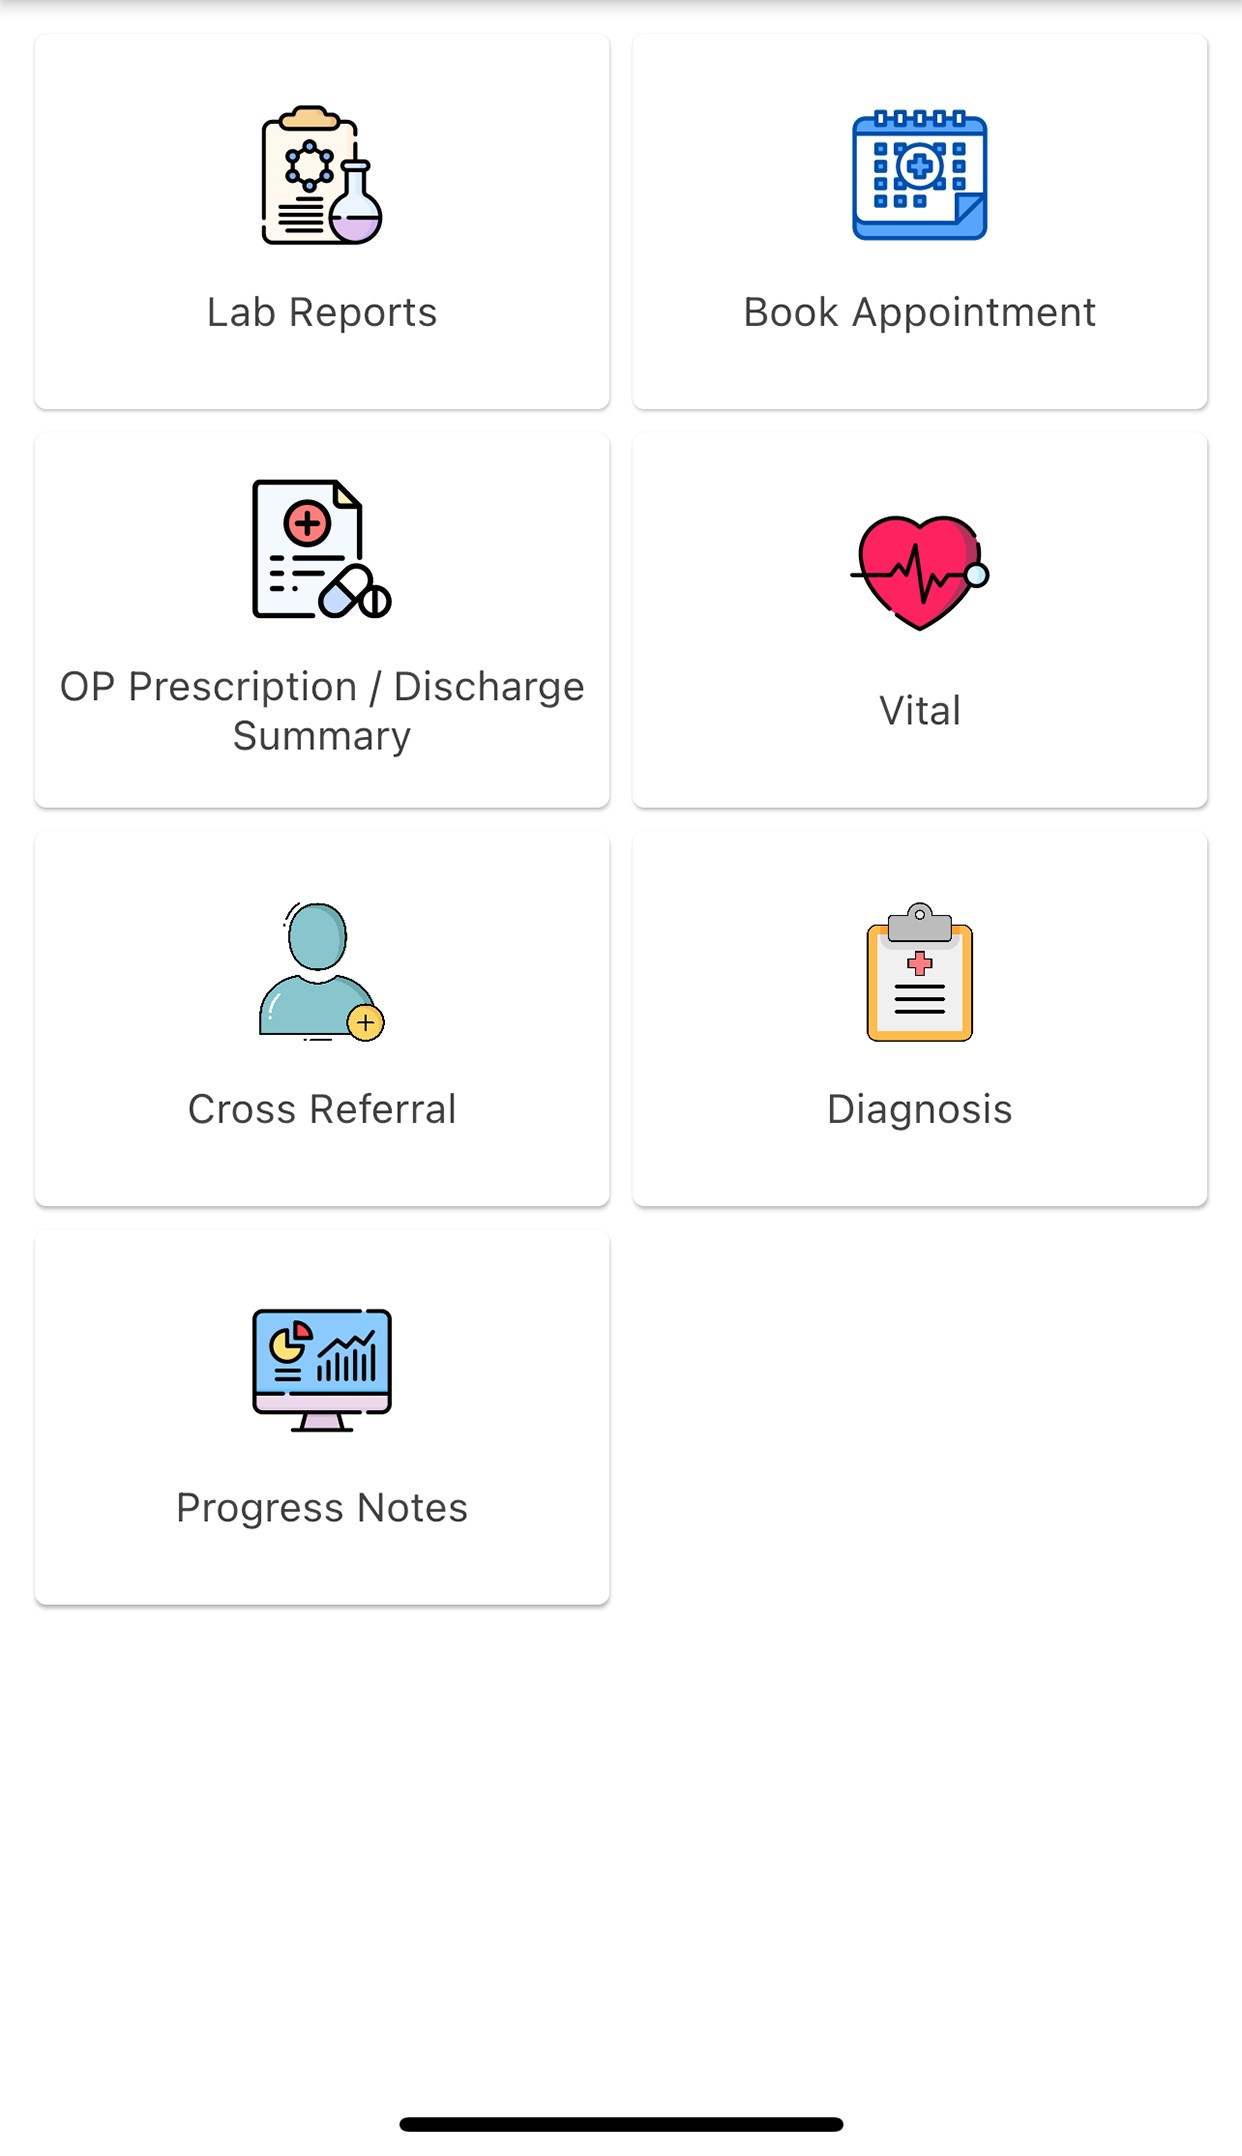 Lab Reports
Book Appointment
OP Prescription / Discharge
Summary
Vital
Cross Referral
Diagnosis
Progress Notes